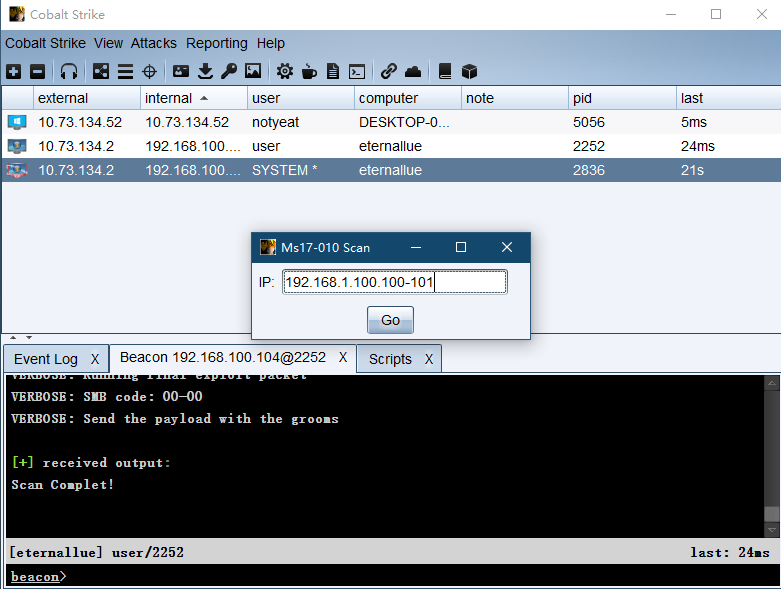 Cobalt Strike
Cobalt Strike View Attacks Reporting Help
external internal user computer note pid last
10.73.134.52 10.73.134.52 notyeat DESKTOP-0... 5056 5ms
10.73.134.2 192.168.100.... user eternallue 2252 24ms
10.73.134.2 192.168.100.... SYSTEM * eternallue 2836 21s
Ms17-010 Scan
IP: 192.168.1.100.100-101
Go
Event Log X Beacon 192.168.100.104@2252 X Scripts X
VERBOSE: Running final exploit packet
VERBOSE: SMB code: 00-00
VERBOSE: Send the payload with the grooms
[+] received output:
Scan Complet!
[eternallue] user/2252 last: 24ms
beacon>